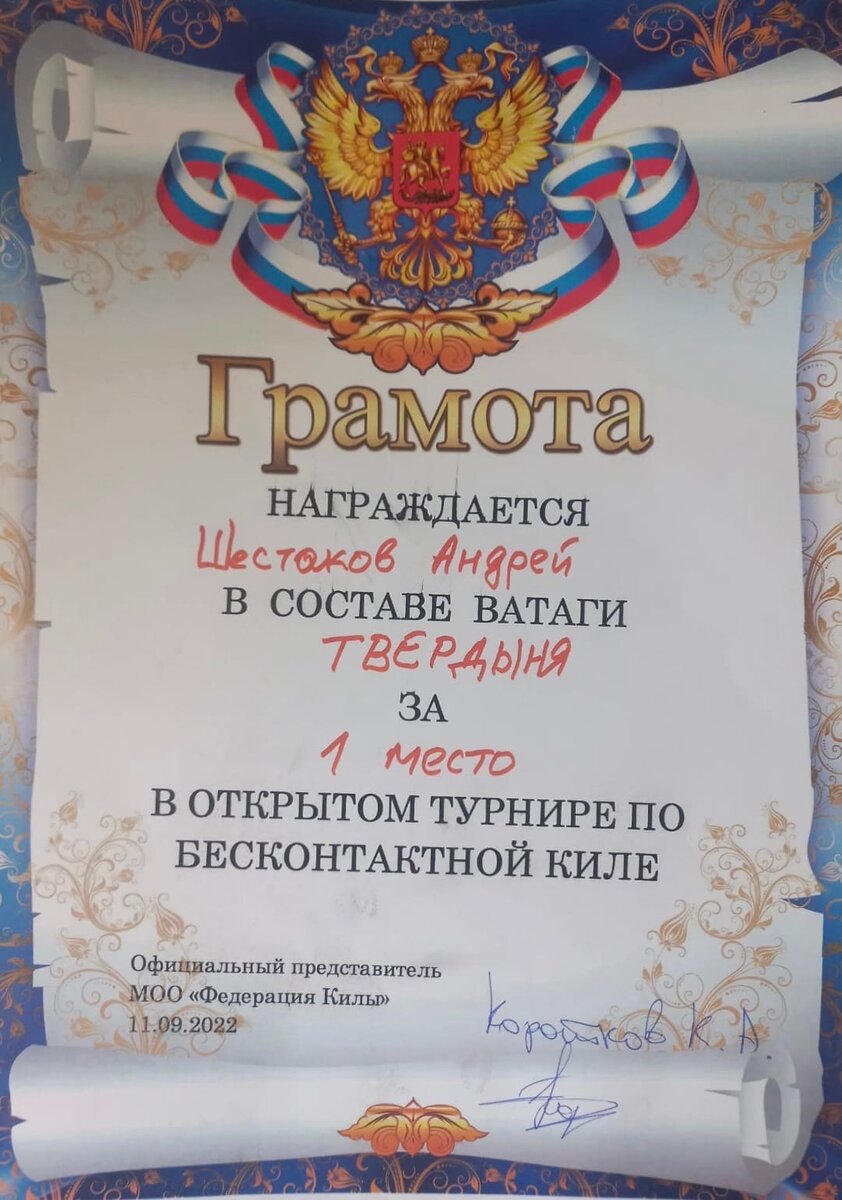 Грамота
НАГРАЖДАЕТСЯ
Шестаков Андрей
В СОСТАВЕ ВАТАГИ
ТВЕРДЫНЯ
ЗА
1 место
В ОТКРЫТОМ ТУРНИРЕ ПО
БЕСКОНТАКТНОЙ КИЛЕ
Официальный представитель
МОО «Федерация Килы»
11.09.2022
Коротков К. А.